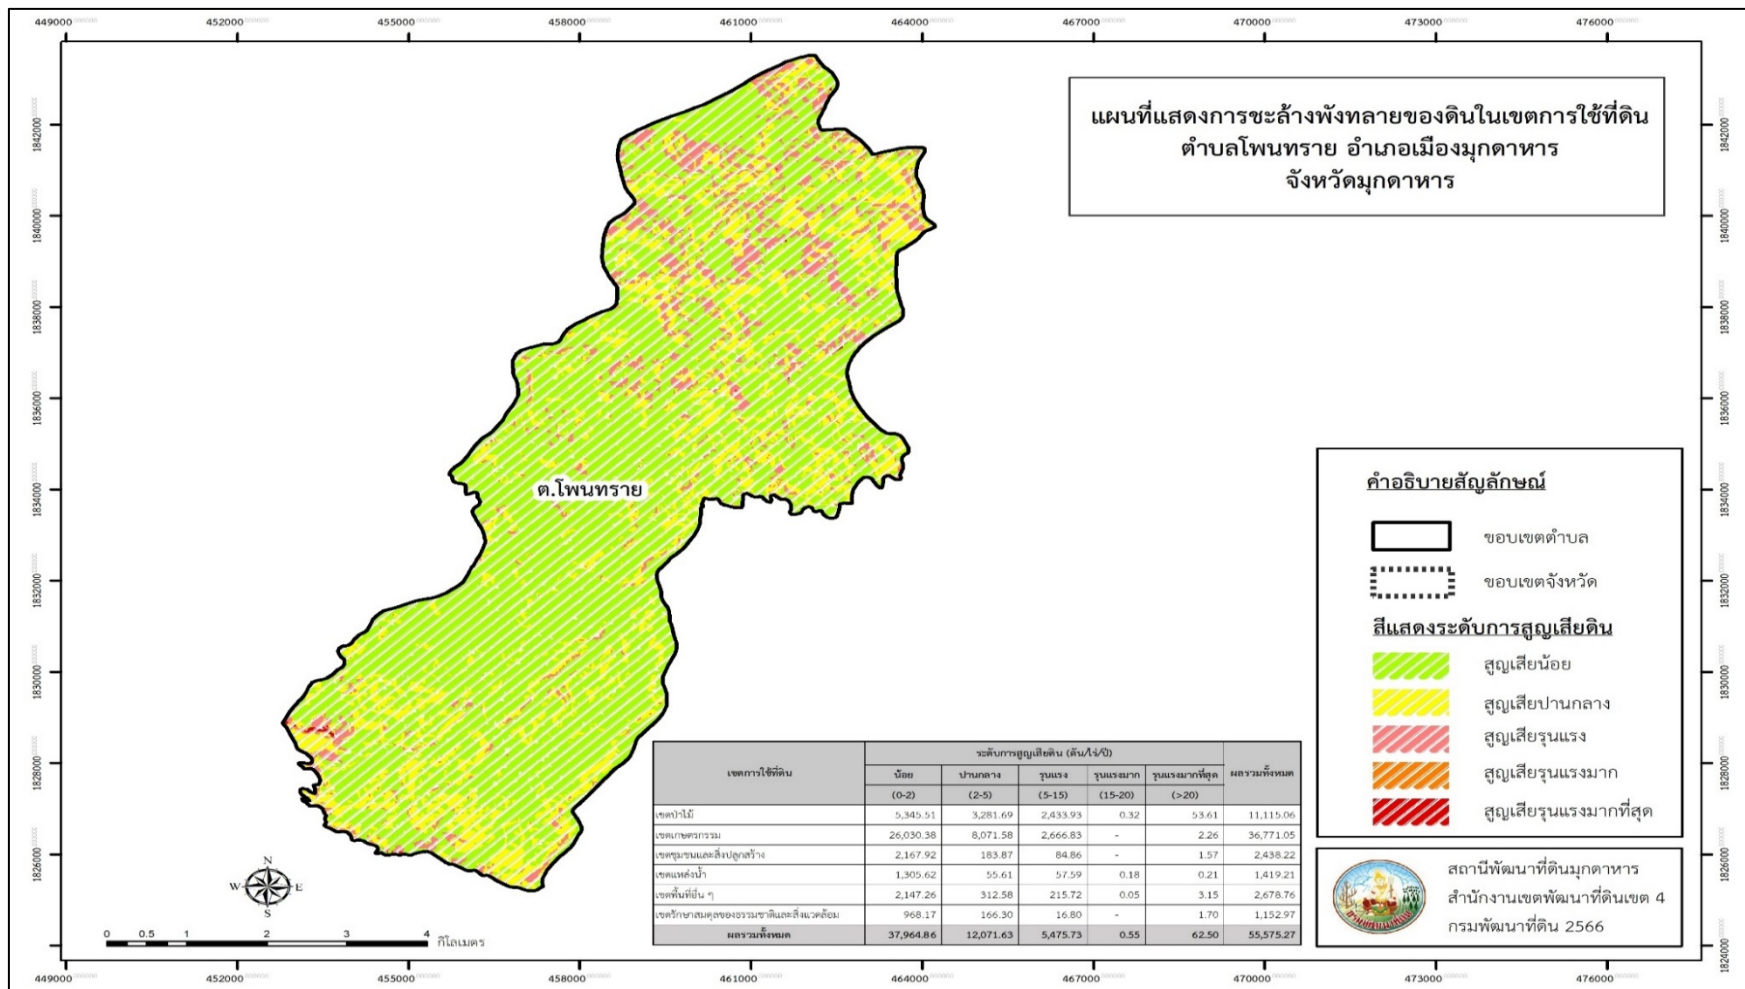 449000 452000 455000 458000 461000 464000 467000 470000 473000 476000
แผนที่แสดงการชะล้างพังทลายของดินในเขตการใช้ที่ดิน
ตำบลโพนทราย อำเภอเมืองมุกดาหาร
จังหวัดมุกดาหาร
1842000 1842000
1840000 1840000
1838000 1838000
1836000 1836000
1834000 1834000
1832000 1832000
1830000 1830000
1828000 1828000
1826000 1826000
1824000
ต.โพนทราย
คำอธิบายสัญลักษณ์
ขอบเขตตำบล
ขอบเขตจังหวัด
สีแสดงระดับการสูญเสียดิน
สูญเสียน้อย
สูญเสียปานกลาง
สูญเสียรุนแรง
สูญเสียรุนแรงมาก
สูญเสียรุนแรงมากที่สุด
เขตการใช้ที่ดิน ระดับการสูญเสียดิน (ตัน/ไร่/ปี) ผลรวมทั้งหมด
น้อย ปานกลาง รุนแรง รุนแรงมาก รุนแรงมากที่สุด
(0-2) (2-5) (5-15) (15-20) (>20)
เขตป่าไม้ 5,345.51 3,281.69 2,433.93 0.32 53.61 11,115.06
เขตเกษตรกรรม 26,030.38 8,071.58 2,666.83 - 2.26 36,771.05
เขตชุมชนและสิ่งปลูกสร้าง 2,167.92 183.87 84.86 - 1.57 2,438.22
เขตแหล่งน้ำ 1,305.62 55.61 57.59 0.18 0.21 1,419.21
เขตพื้นที่อื่น ๆ 2,147.26 312.58 215.72 0.05 3.15 2,678.76
เขตรักษาสมดุลของธรรมชาติและสิ่งแวดล้อม 968.17 166.30 16.80 - 1.70 1,152.97
ผลรวมทั้งหมด 37,964.86 12,071.63 5,475.73 0.55 62.50 55,575.27
สถานีพัฒนาที่ดินมุกดาหาร
สำนักงานเขตพัฒนาที่ดินเขต 4
กรมพัฒนาที่ดิน 2566
N
W E
S
0 0.5 1 2 3 4 กิโลเมตร
449000 452000 455000 458000 461000 464000 467000 470000 473000 476000